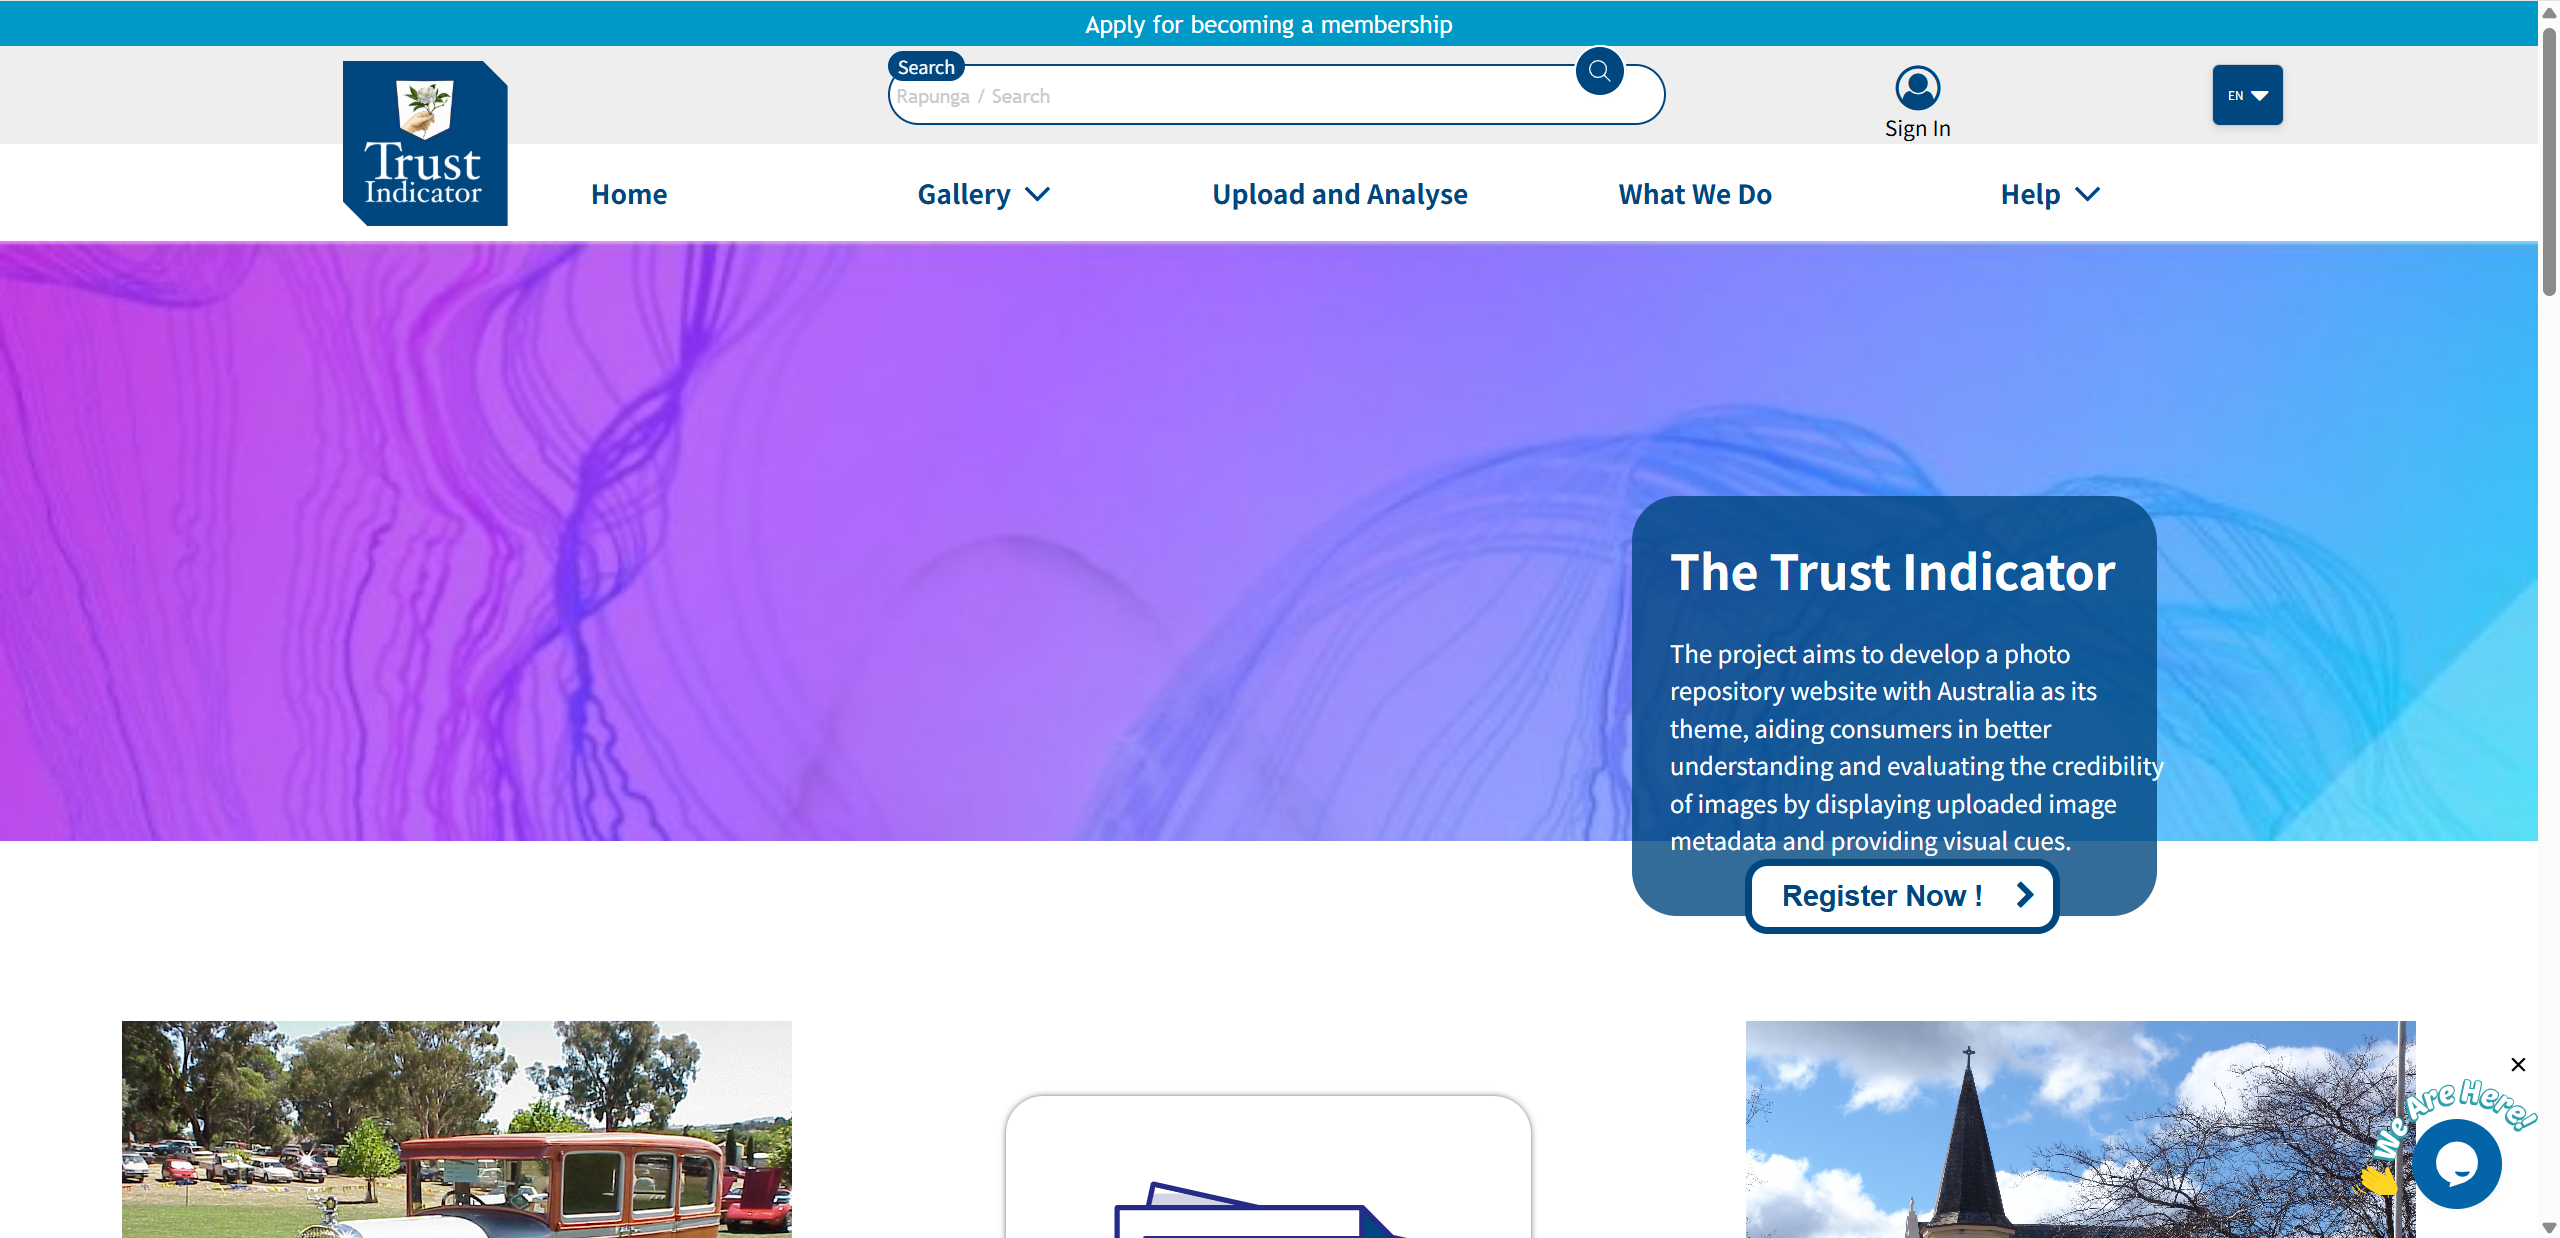 Apply for becoming a membership
Search
Rapunga / Search
Sign In
EN
Trust
Indicator
Home
Gallery
Upload and Analyse
What We Do
Help
The Trust Indicator
The project aims to develop a photo
repository website with Australia as its
theme, aiding consumers in better
understanding and evaluating the credibility
of images by displaying uploaded image
metadata and providing visual cues.
Register Now !
We Are Here!